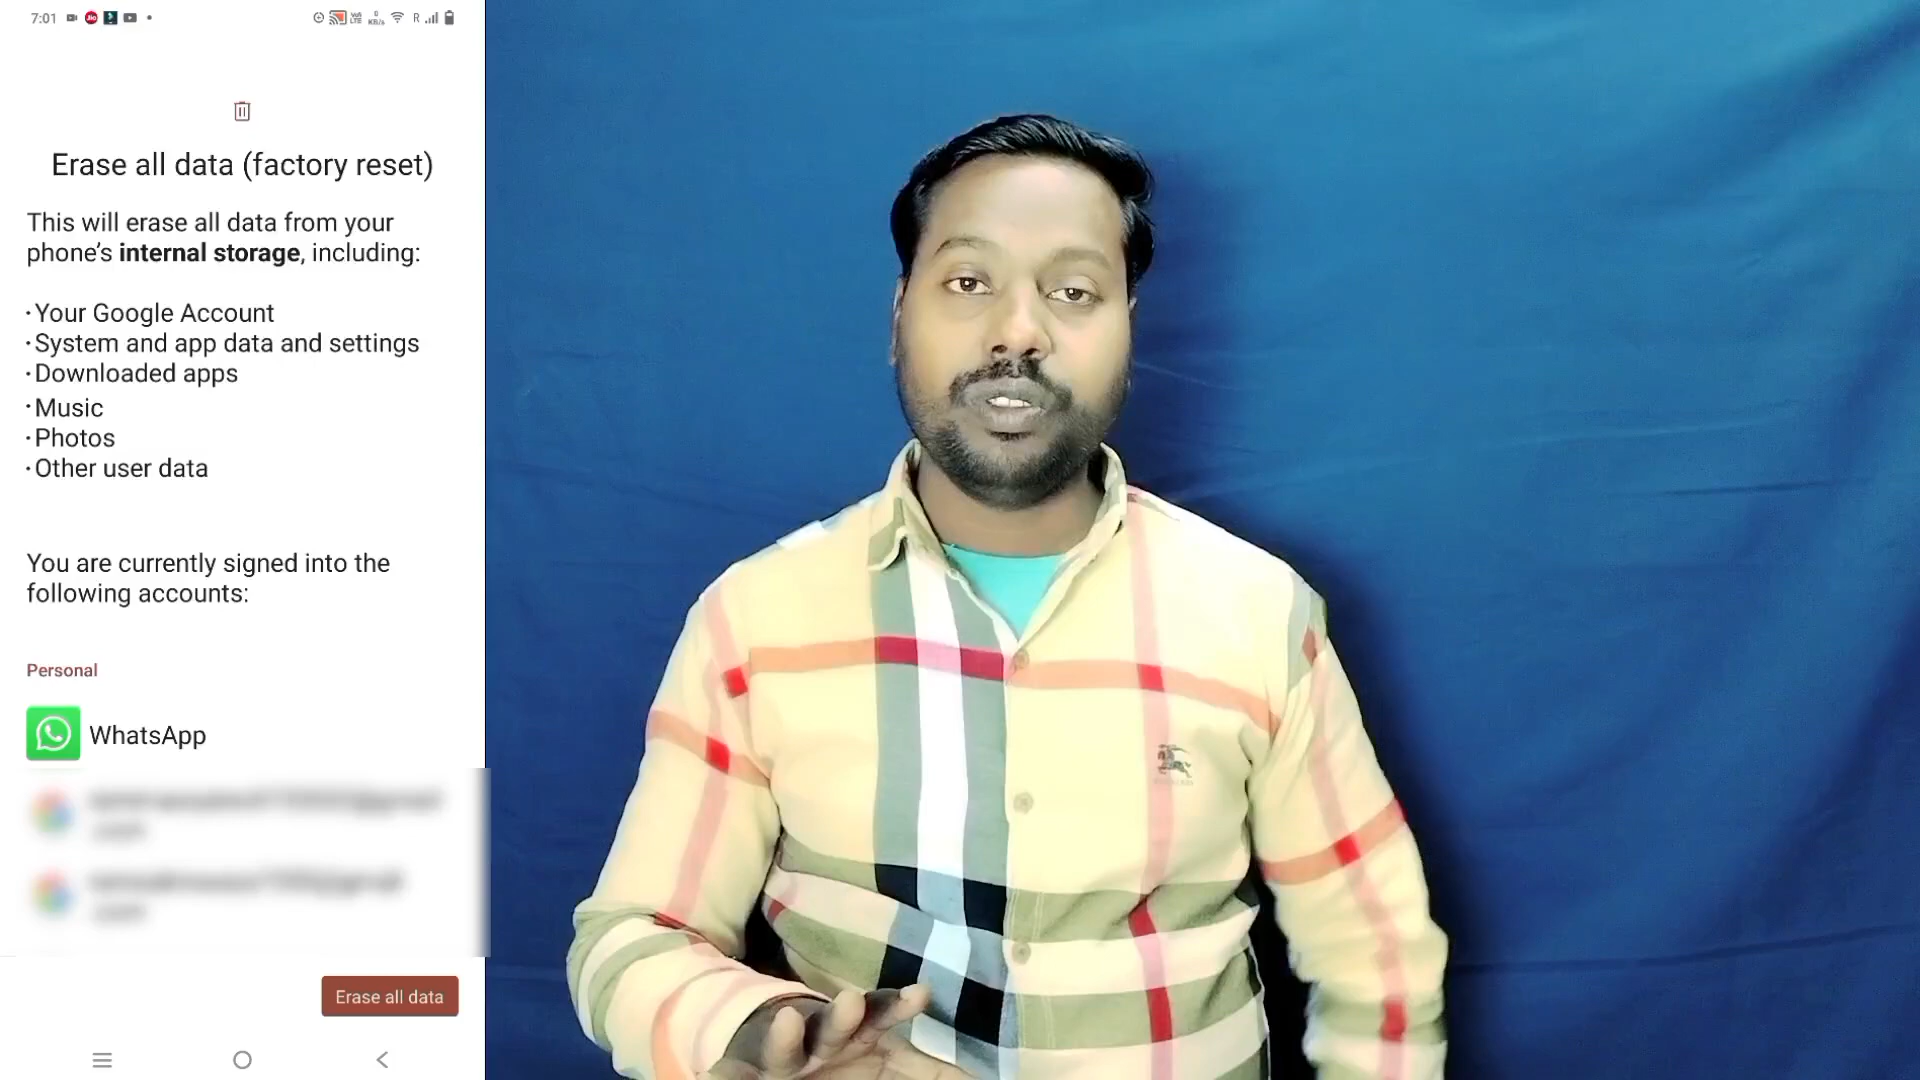 7:01
R
Erase all data (factory reset)
This will erase all data from your
phone's internal storage, including:
· Your Google Account
· System and app data and settings
· Downloaded apps
· Music
· Photos
· Other user data
You are currently signed into the
following accounts:
Personal
WhatsApp
Erase all data